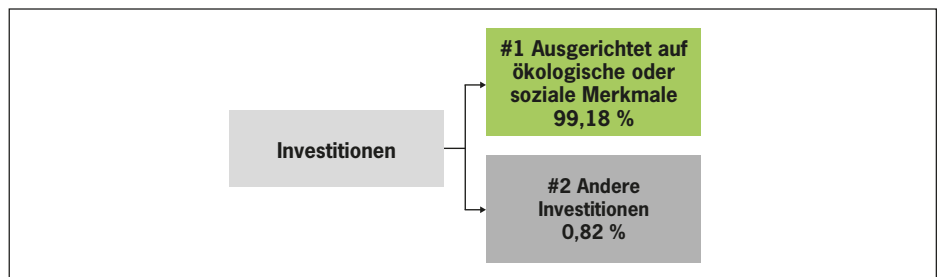 #1 Ausgerichtet auf
ökologische oder
soziale Merkmale
99,18 %
Investitionen
#2 Andere
Investitionen
0,82 %